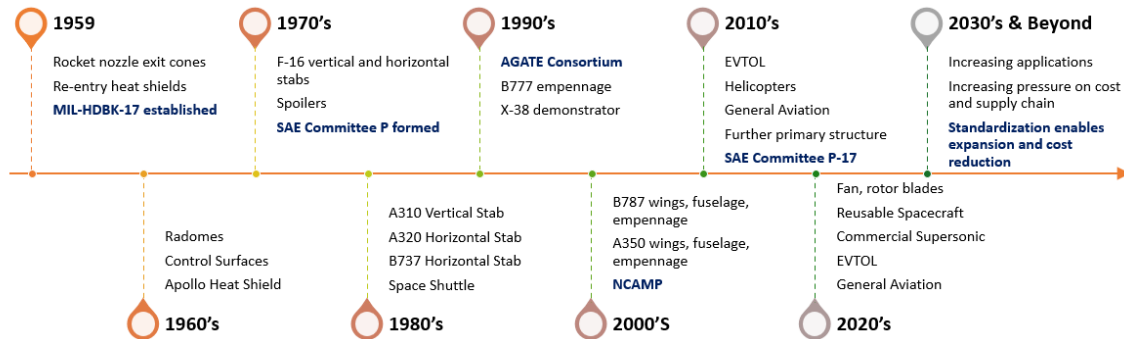 1959
Rocket nozzle exit cones
Re-entry heat shields
MIL-HDBK-17 established
1970's
F-16 vertical and horizontal
stabs
Spoilers
SAE Committee P formed
1990's
AGATE Consortium
B777 empennage
X-38 demonstrator
2010's
EVTOL
Helicopters
General Aviation
Further primary structure
SAE Committee P-17
2030's & Beyond
Increasing applications
Increasing pressure on cost
and supply chain
Standardization enables
expansion and cost
reduction
Radomes
Control Surfaces
Apollo Heat Shield
1960's
A310 Vertical Stab
A320 Horizontal Stab
B737 Horizontal Stab
Space Shuttle
1980's
B787 wings, fuselage,
empennage
A350 wings, fuselage,
empennage
NCAMP
2000'S
Fan, rotor blades
Reusable Spacecraft
Commercial Supersonic
EVTOL
General Aviation
2020's